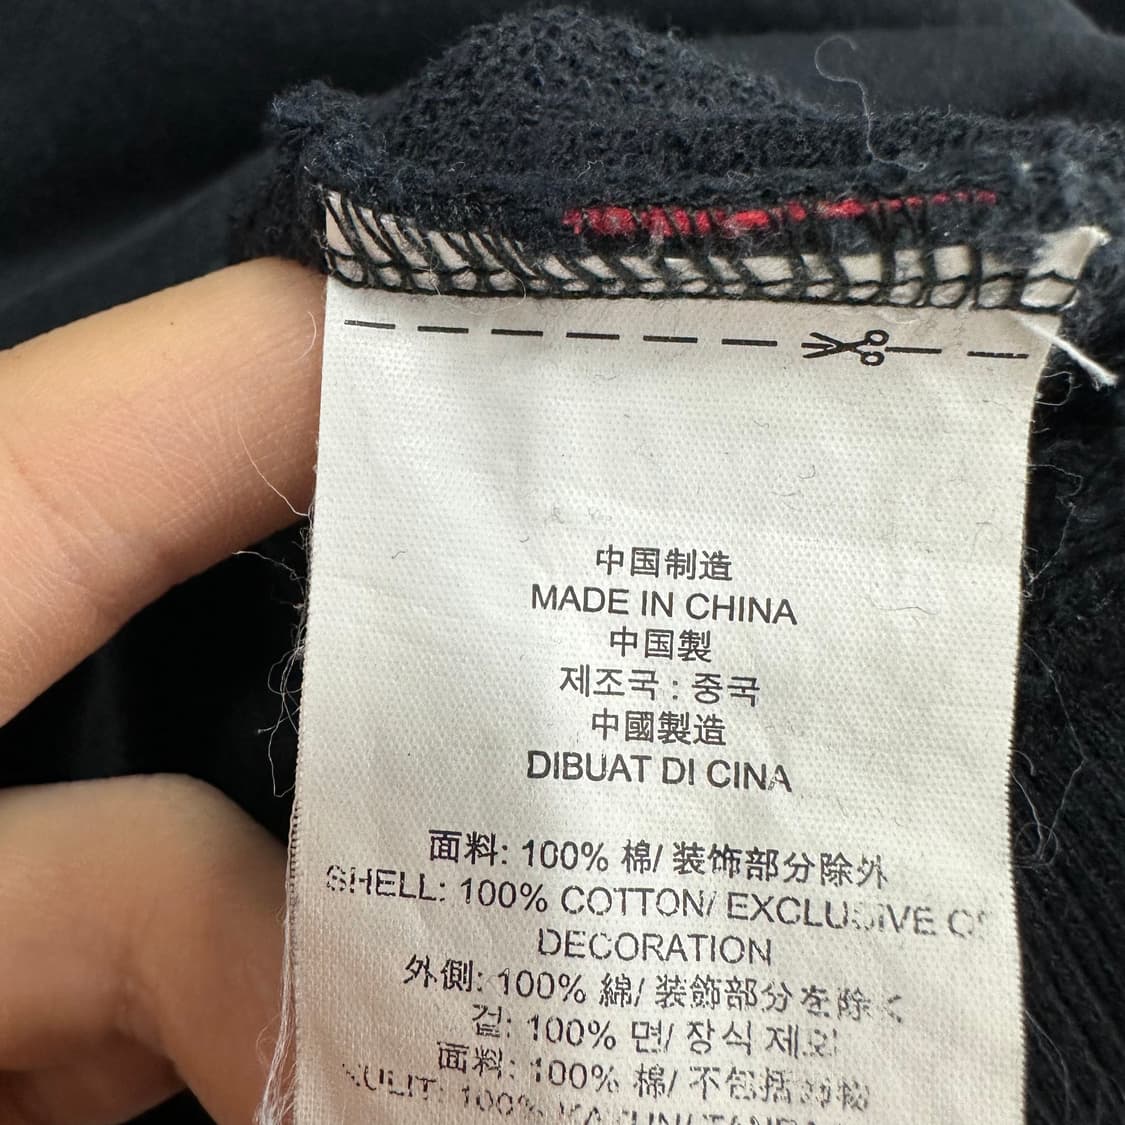 中国制造
MADE IN CHINA
中国製
제조국 : 중국
中國製造
DIBUAT DI CINA
面料: 100% 棉/ 装饰部分除外
SHELL: 100% COTTON/ EXCLUSIVE OF
DECORATION
外側: 100% 綿/ 装飾部分を除く
겉: 100% 면/ 장식 제외
面料: 100% 棉/ 不包括飾物
KULIT: 100%